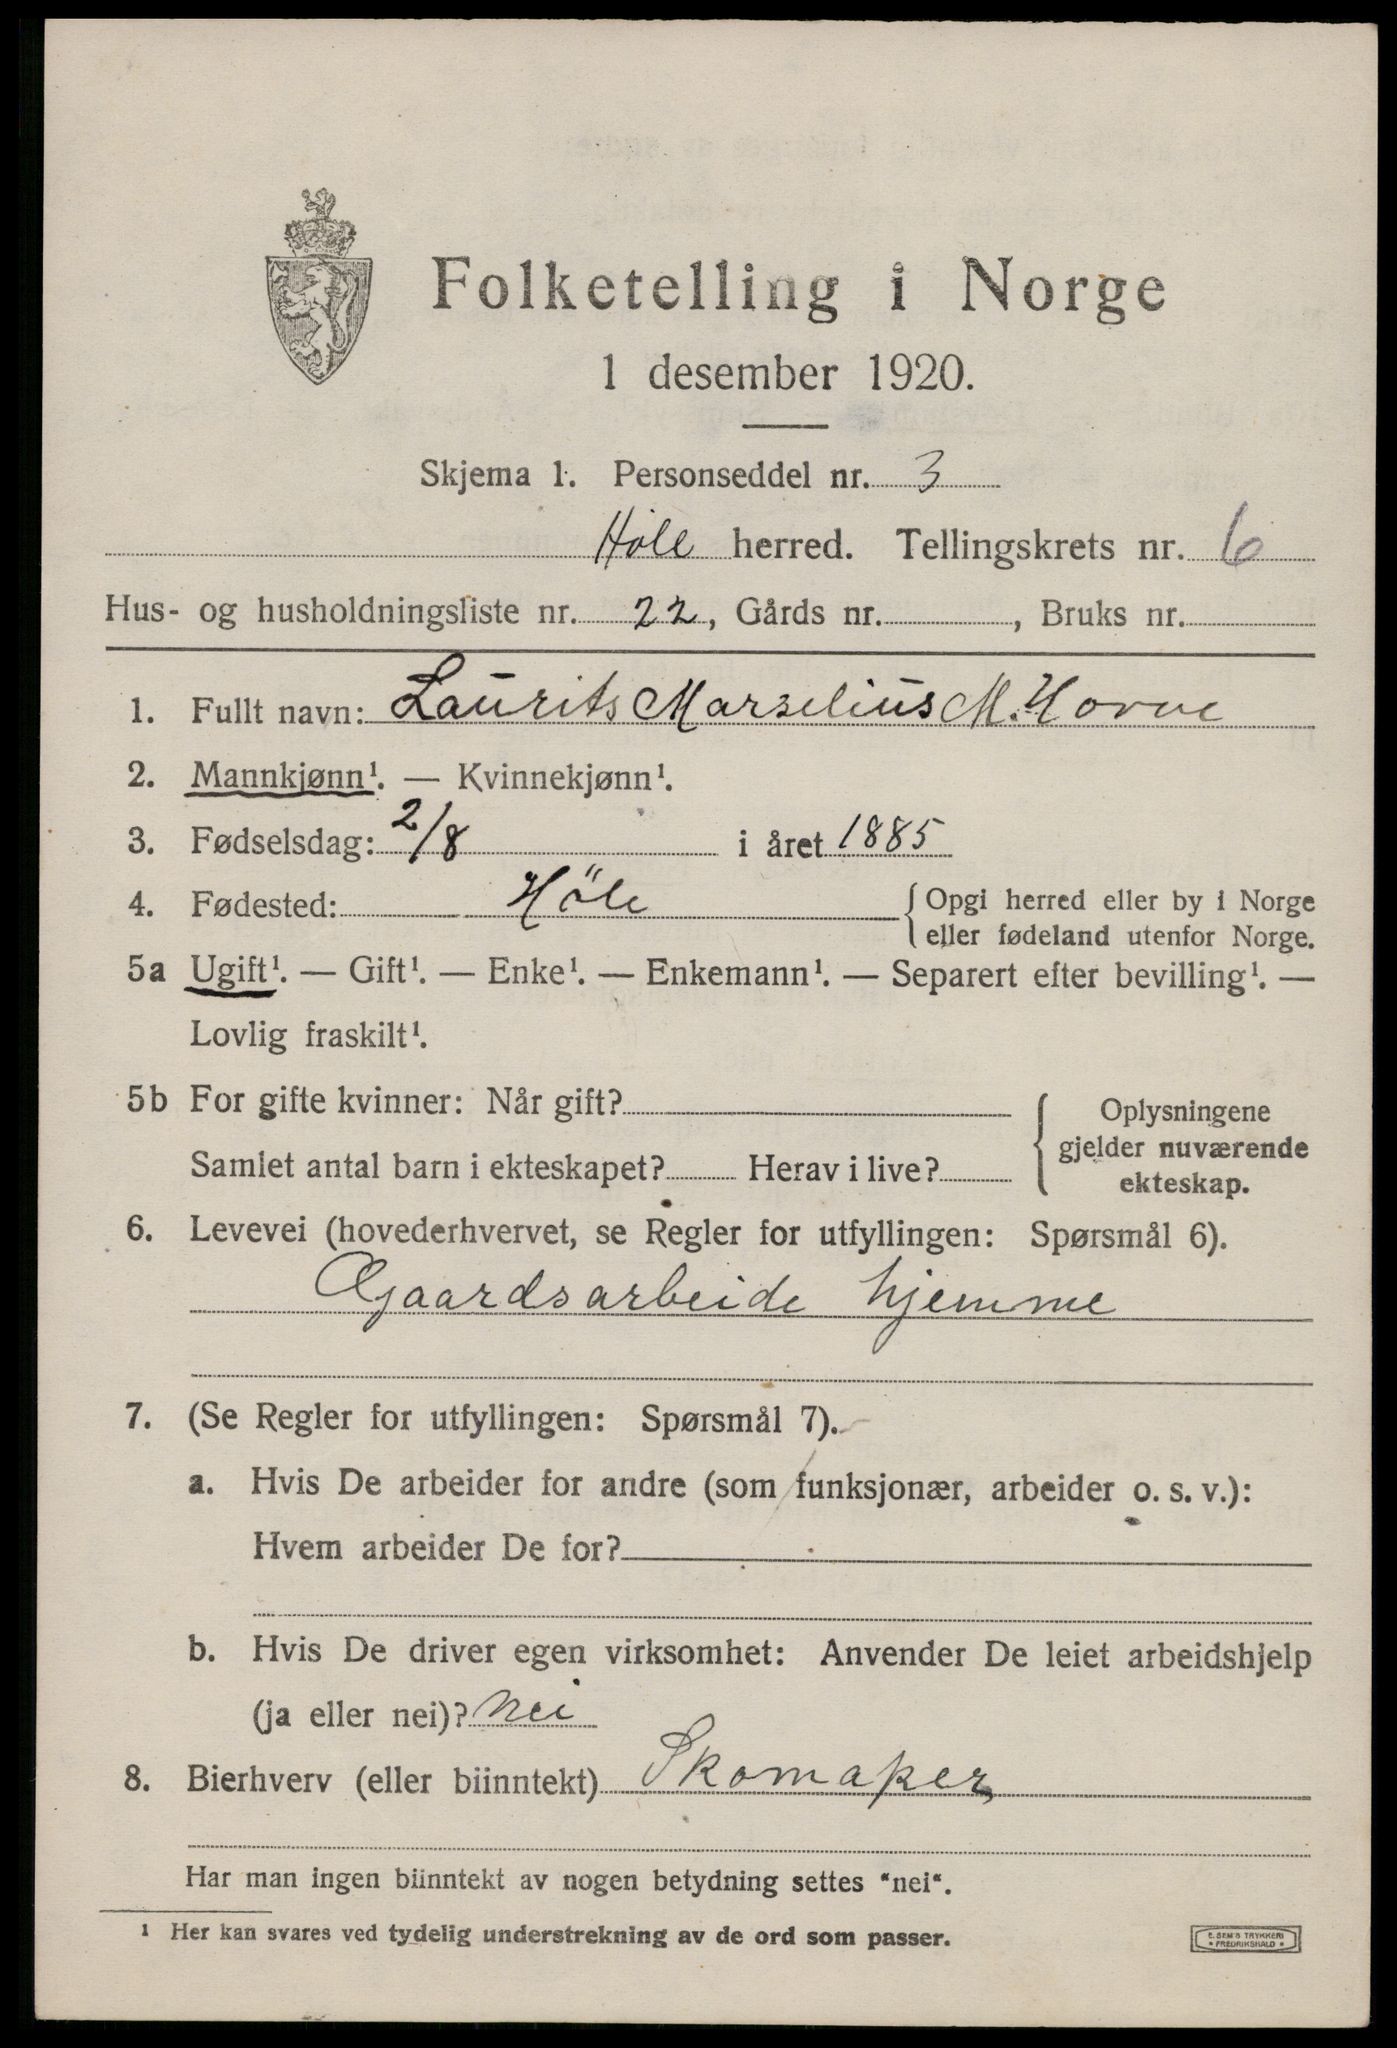 Folketelling i Norge
1 desember 1920.
Skjema 1. Personseddel nr. 3
Høle herred. Tellingskrets nr. 6
Hus- og husholdningsliste nr. 22, Gårds nr. , Bruks nr.
1. Fullt navn: Laurits Marselius M. Hovve
2. Mannkjønn¹. — Kvinnekjønn¹.
3. Fødselsdag: 2/8 i året 1885
4. Fødested: Höle { Opgi herred eller by i Norge
eller fødeland utenfor Norge.
5a Ugift¹. — Gift¹. — Enke¹. — Enkemann¹. — Separert efter bevilling¹. —
Lovlig fraskilt¹.
5b For gifte kvinner: Når gift?
Samlet antal barn i ekteskapet? Herav i live?
{ Oplysningene
gjelder nuværende
ekteskap.
6. Levevei (hovederhvervet, se Regler for utfyllingen: Spørsmål 6).
Gaardsarbeide hjemme
7. (Se Regler for utfyllingen: Spørsmål 7).
a. Hvis De arbeider for andre (som funksjonær, arbeider o. s. v.):
Hvem arbeider De for?
b. Hvis De driver egen virksomhet: Anvender De leiet arbeidshjelp
(ja eller nei)? nei
8. Bierhverv (eller biinntekt) Skomaker
Har man ingen biinntekt av nogen betydning settes "nei".
¹ Her kan svares ved tydelig understrekning av de ord som passer.
E. SEM'S TRYKKERI
* FREDRIKSHALD *